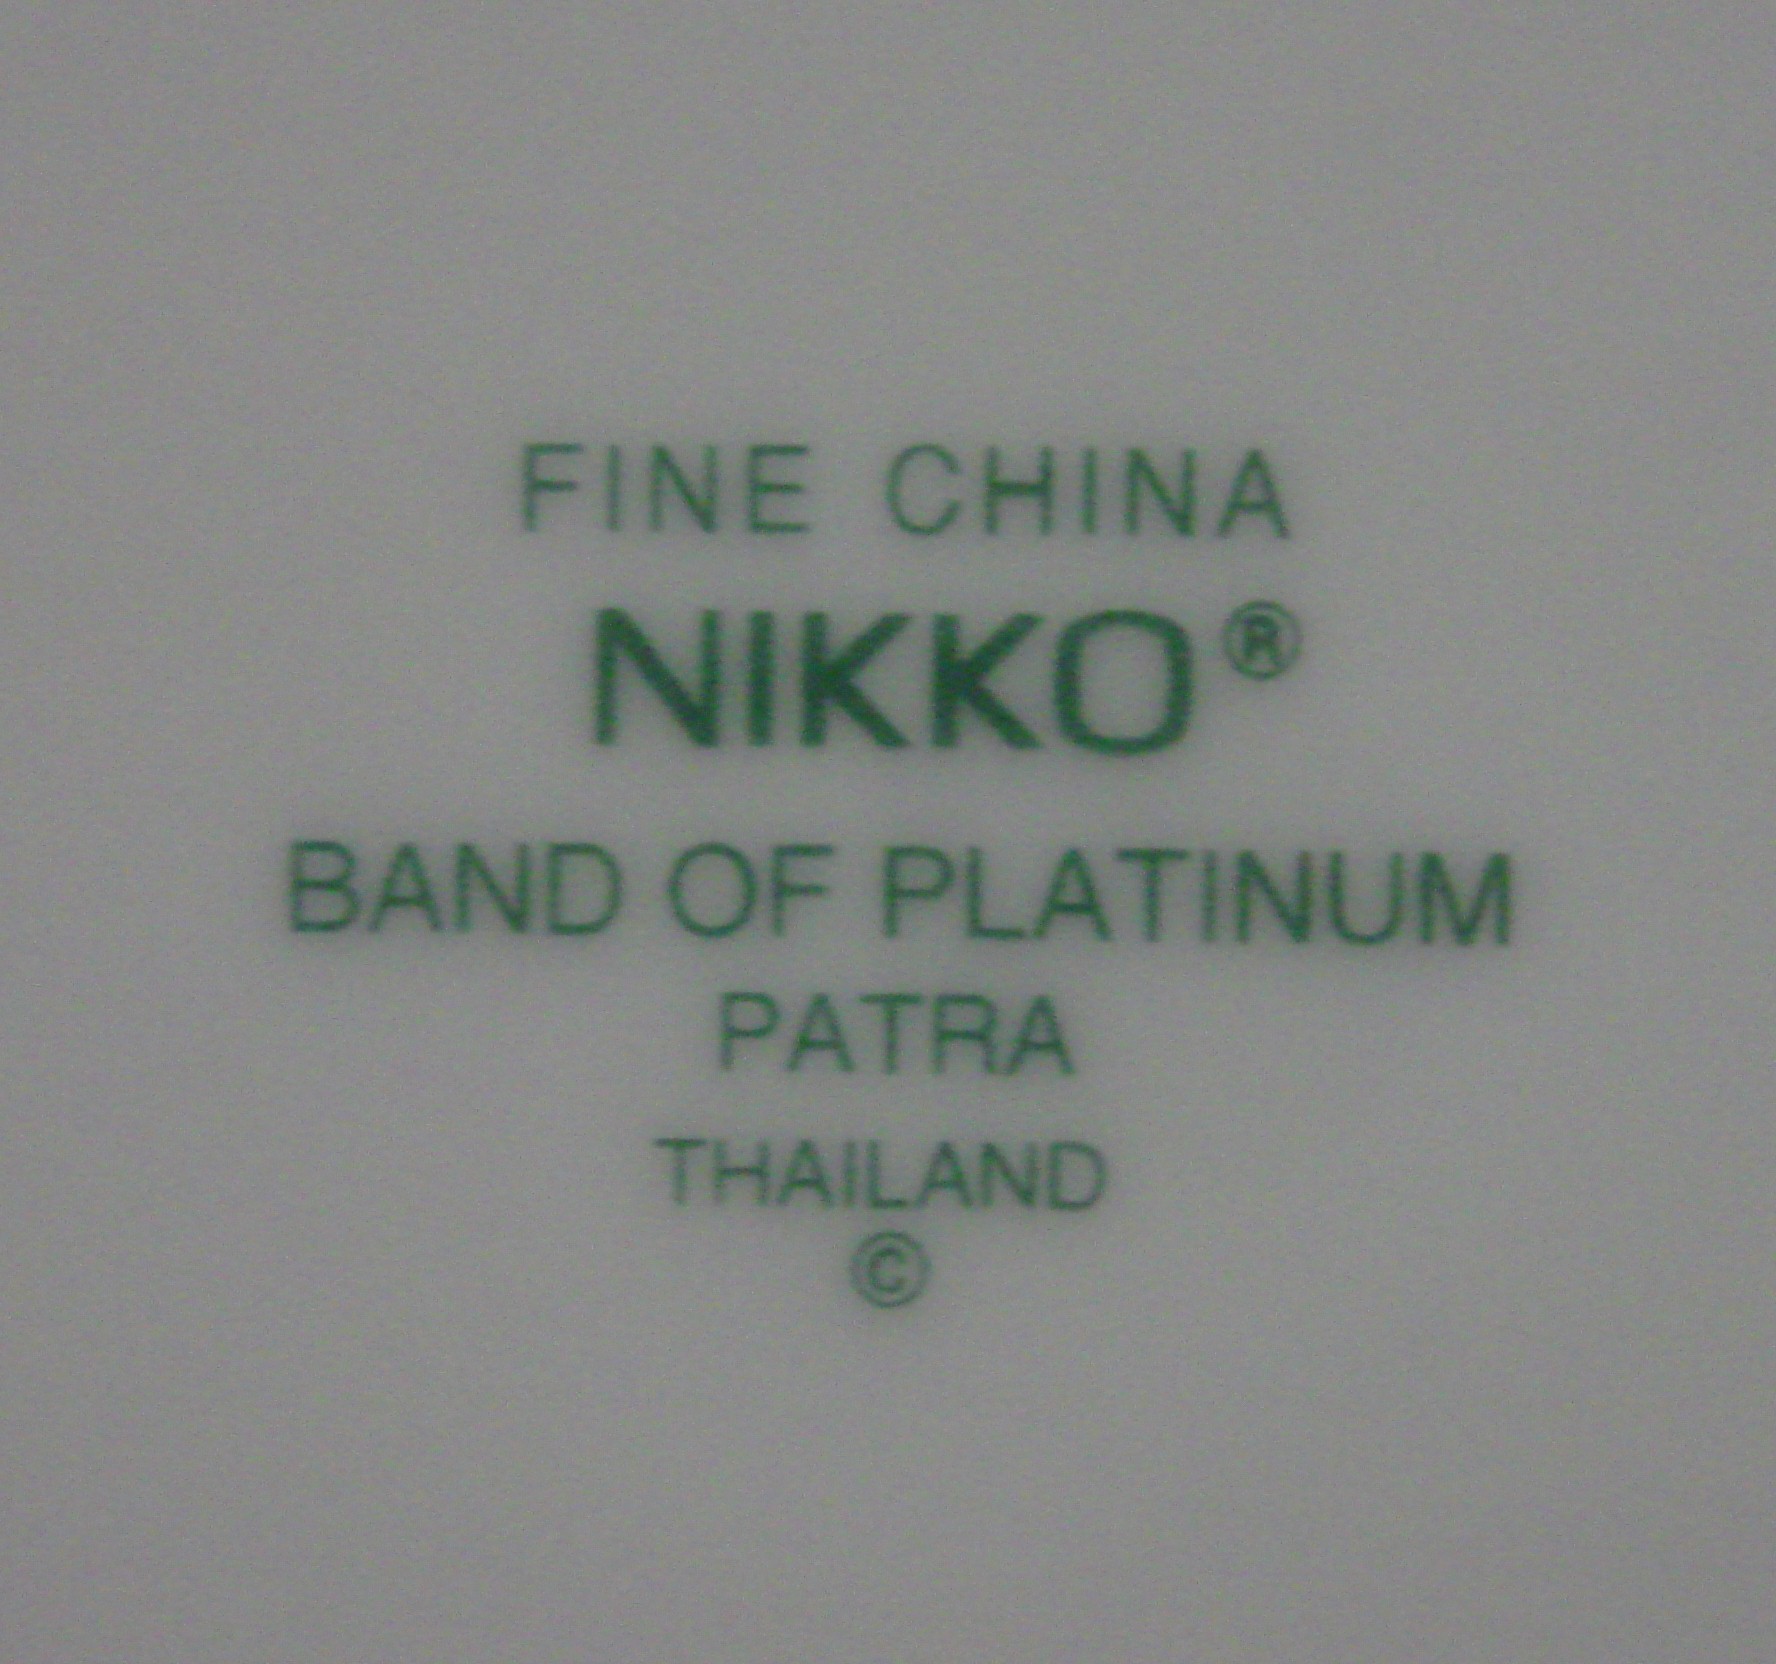 FINE CHINA
NIKKO®
BAND OF PLATINUM
PATRA
THAILAND
©